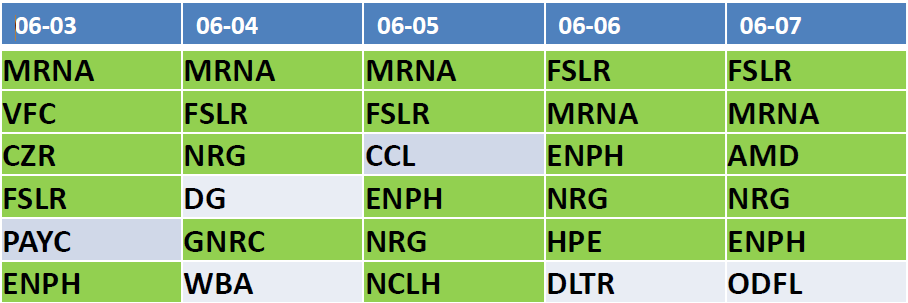 06-03 06-04 06-05 06-06 06-07
MRNA MRNA MRNA FSLR FSLR
VFC FSLR FSLR MRNA MRNA
CZR NRG CCL ENPH AMD
FSLR DG ENPH NRG NRG
PAYC GNRC NRG HPE ENPH
ENPH WBA NCLH DLTR ODFL